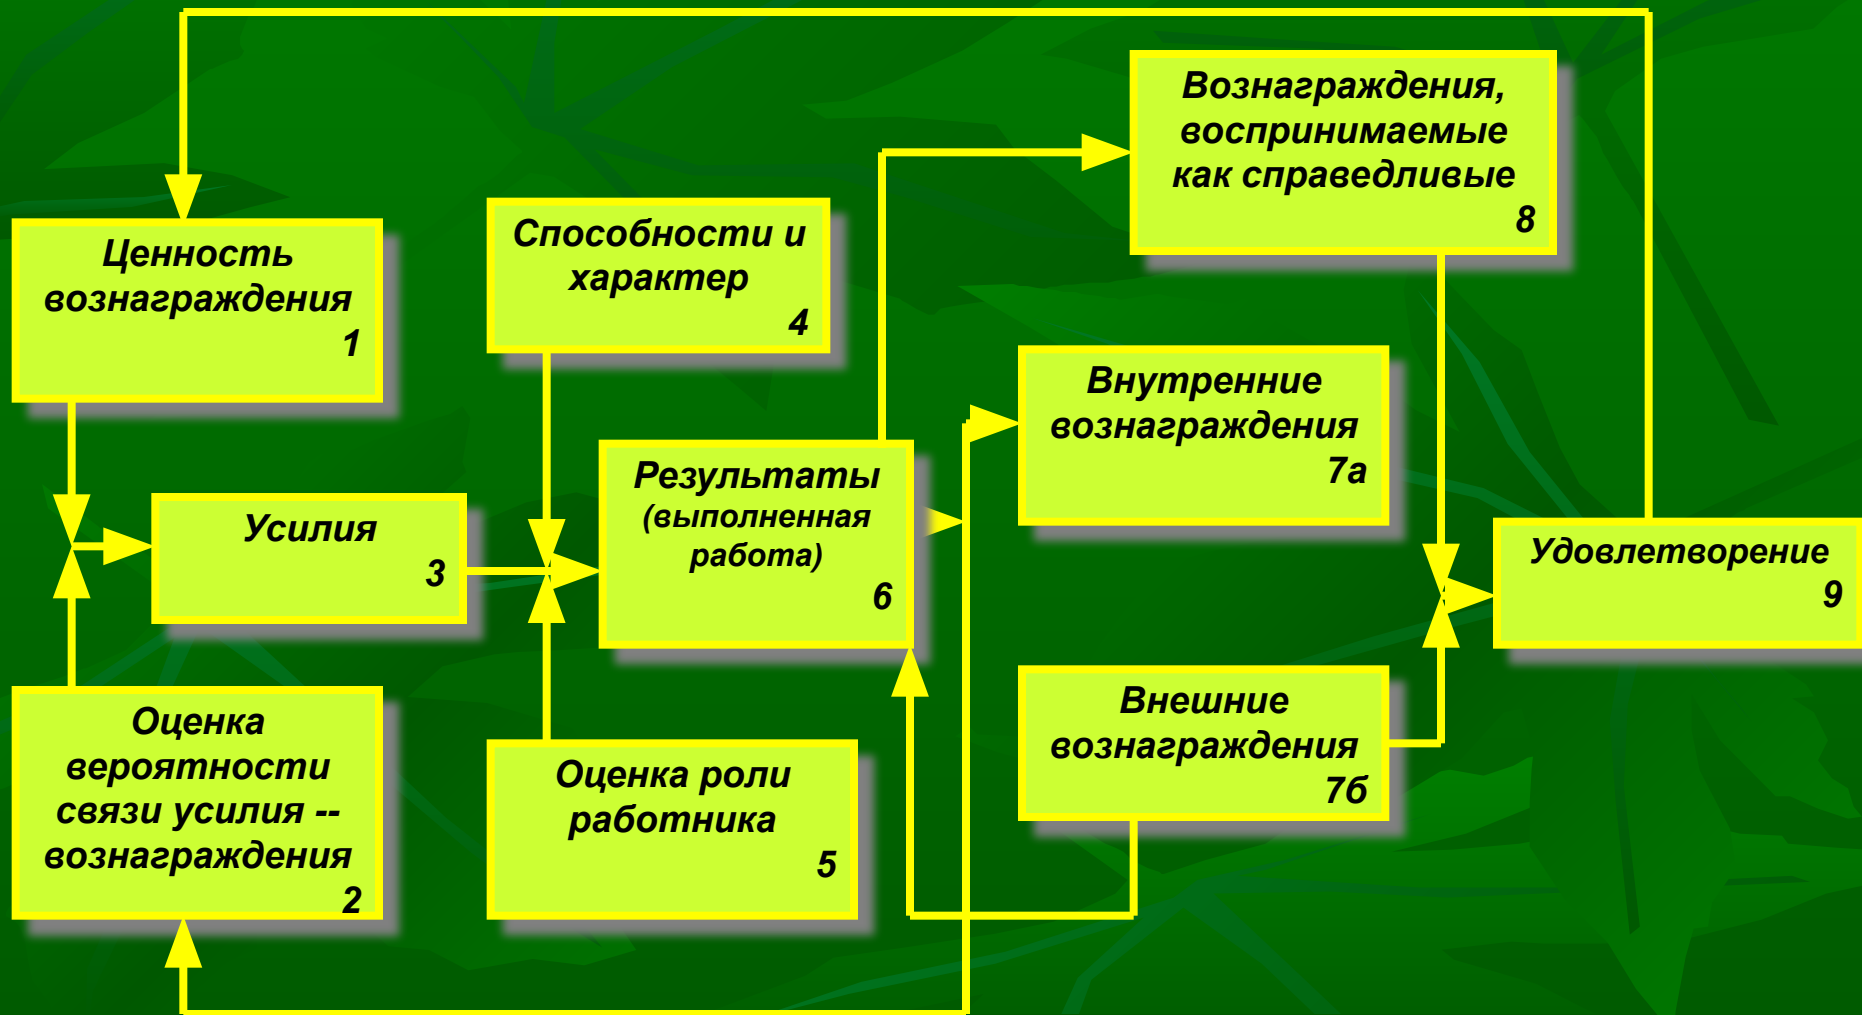 Ценность
вознаграждения
1
Оценка
вероятности
связи усилия --
вознаграждения
2
Усилия
3
Способности и
характер
4
Оценка роли
работника
5
Результаты
(выполненная
работа)
6
Внутренние
вознаграждения
7а
Внешние
вознаграждения
7б
Вознаграждения,
воспринимаемые
как справедливые
8
Удовлетворение
9